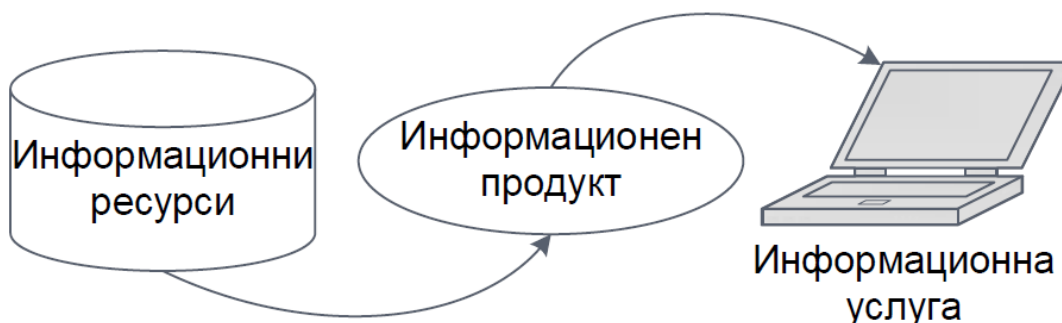 Информационни
ресурси
Информационен
продукт
Информационна
услуга